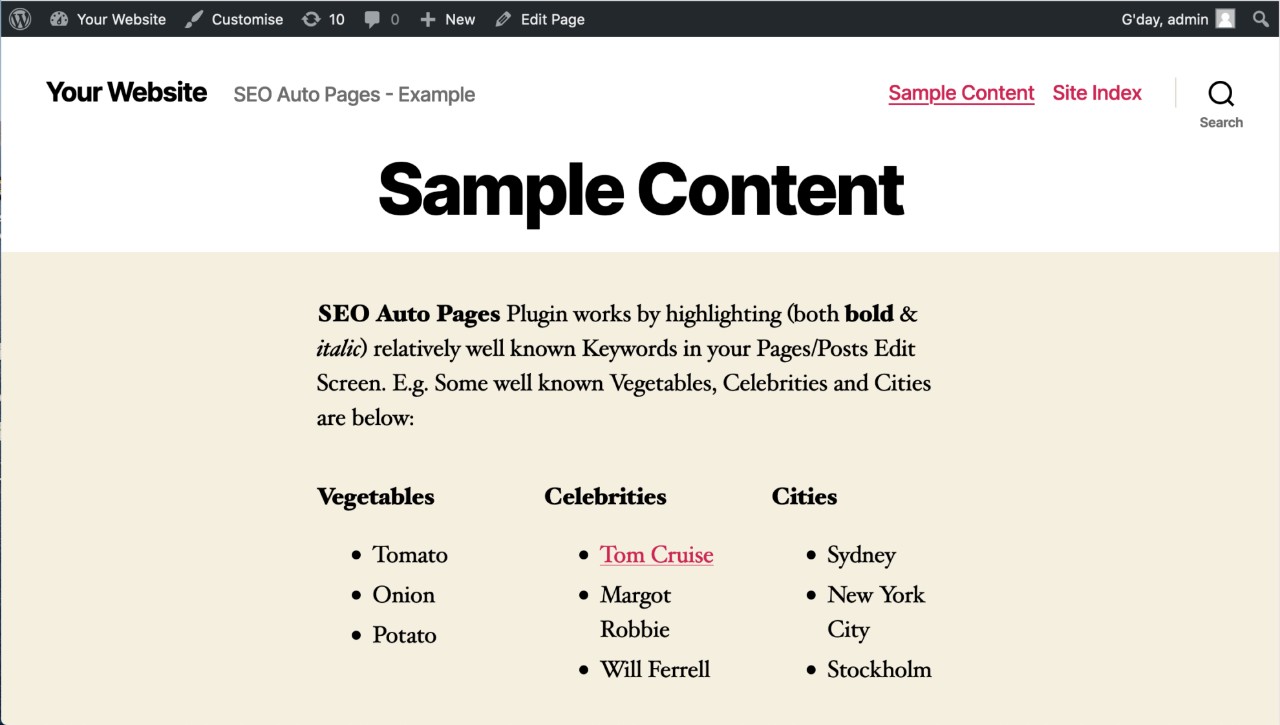 Your Website Customise 10 0 New Edit Page G'day, admin
Your Website SEO Auto Pages - Example Sample Content Site Index
Search
Sample Content
SEO Auto Pages Plugin works by highlighting (both bold &
italic) relatively well known Keywords in your Pages/Posts Edit
Screen. E.g. Some well known Vegetables, Celebrities and Cities
are below:
Vegetables
• Tomato
• Onion
• Potato
Celebrities
• Tom Cruise
• Margot
Robbie
• Will Ferrell
Cities
• Sydney
• New York
City
• Stockholm